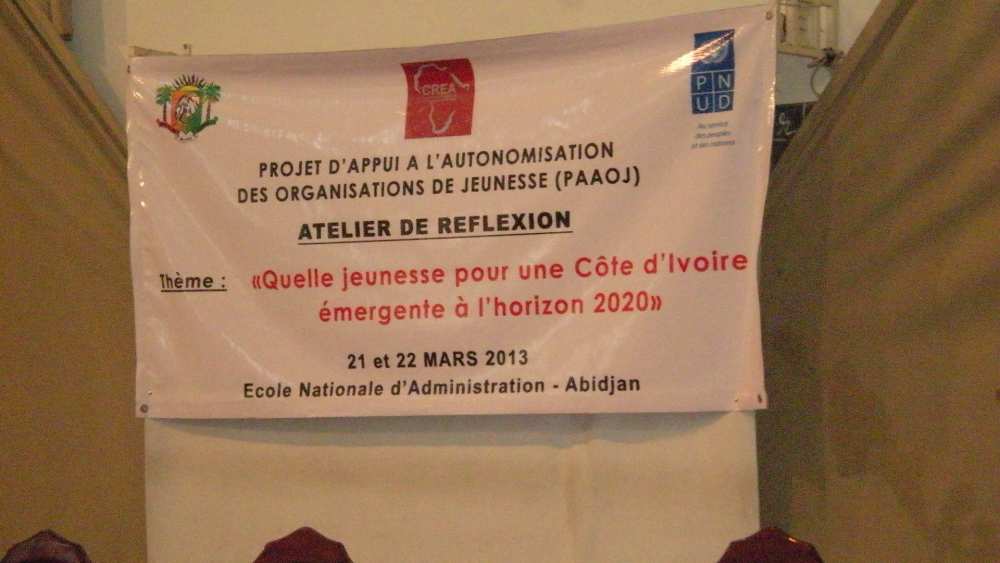 CREA
PN
UD
Au service
des peuples
et des nations
PROJET D'APPUI A L'AUTONOMISATION
DES ORGANISATIONS DE JEUNESSE (PAAOJ)
ATELIER DE REFLEXION
Thème : «Quelle jeunesse pour une Côte d'Ivoire
émergente à l'horizon 2020»
21 et 22 MARS 2013
Ecole Nationale d'Administration - Abidjan